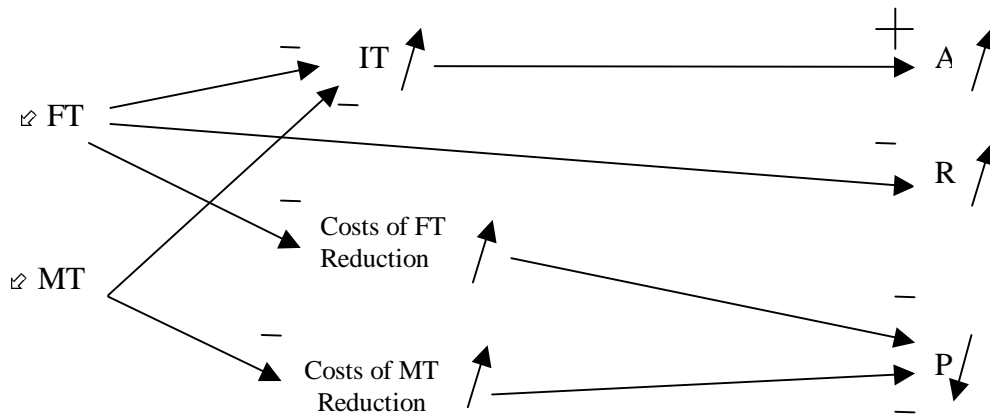 IT
A
FT
R
Costs of FT
Reduction
MT
P
Costs of MT
Reduction